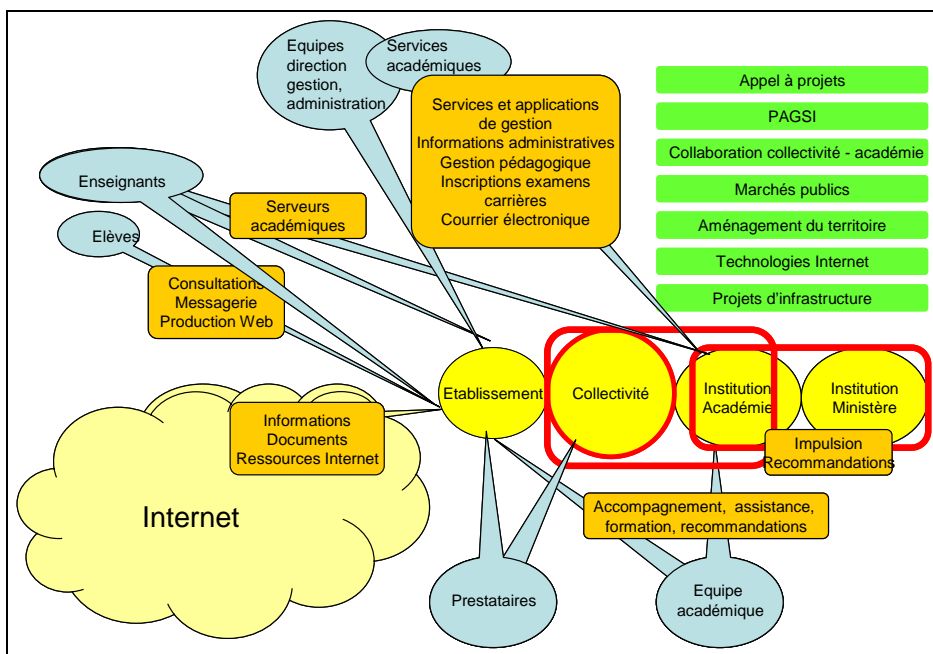 Equipes
direction
gestion,
administration
Services
académiques
Services et applications
de gestion
Informations administratives
Gestion pédagogique
Inscriptions examens
carrières
Courrier électronique
Appel à projets
PAGSI
Collaboration collectivité - académie
Marchés publics
Aménagement du territoire
Technologies Internet
Projets d'infrastructure
Enseignants
Serveurs
académiques
Elèves
Consultations
Messagerie
Production Web
Etablissement
Collectivité
Institution
Académie
Institution
Ministère
Informations
Documents
Ressources Internet
Impulsion
Recommandations
Internet
Accompagnement, assistance,
formation, recommandations
Prestataires
Equipe
académique